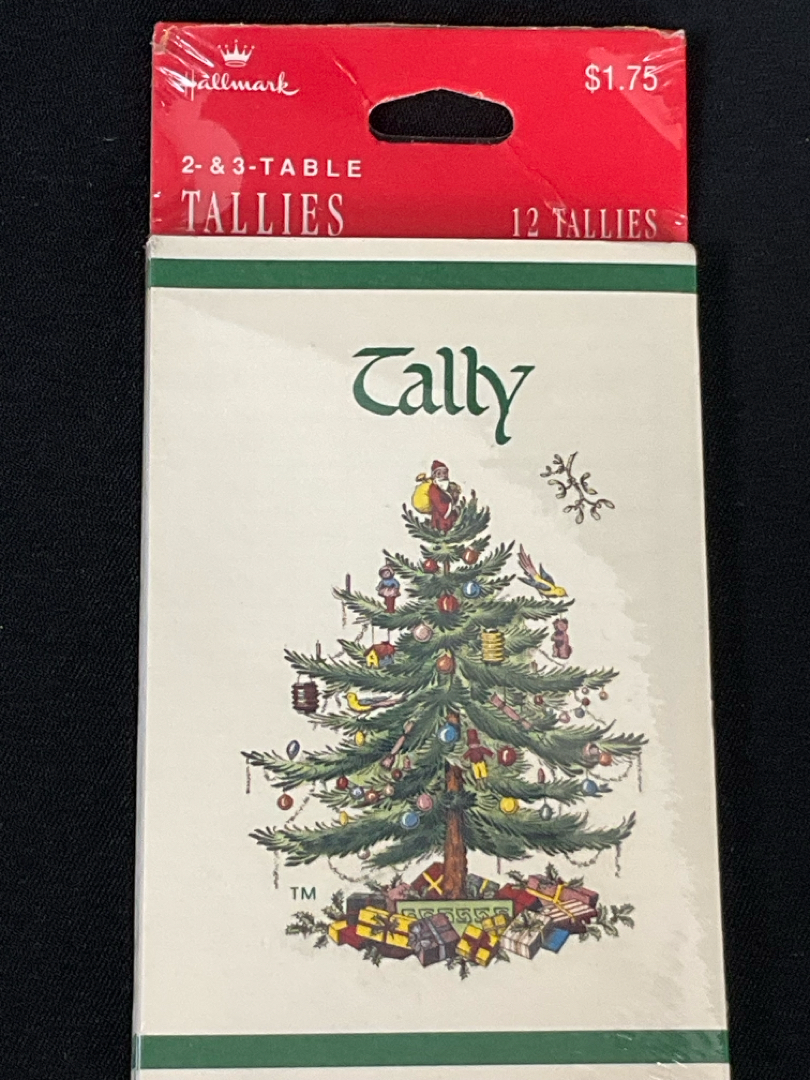 Hallmark
$1.75
2- & 3-TABLE
TALLIES
12 TALLIES
Tally
TM